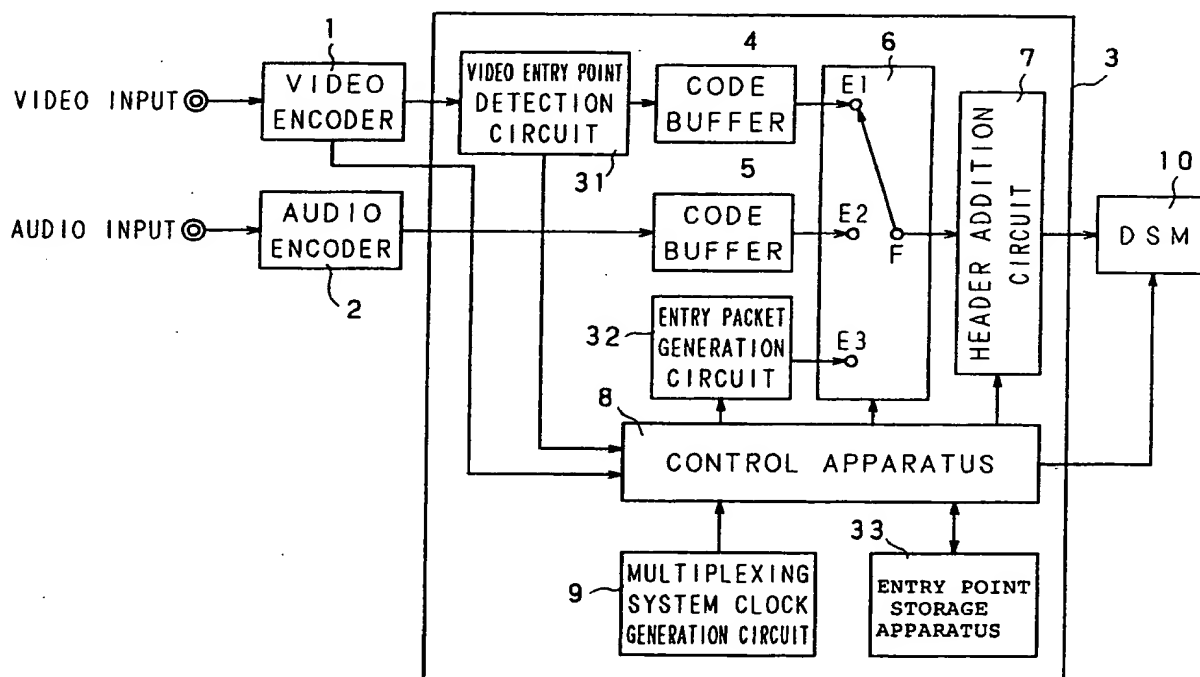 1
VIDEO INPUT
VIDEO
ENCODER
VIDEO ENTRY POINT
DETECTION
CIRCUIT
31
4
CODE
BUFFER
6
E1
E2
E3
F
7
HEADER ADDITION
CIRCUIT
3
10
DSM
AUDIO INPUT
AUDIO
ENCODER
2
5
CODE
BUFFER
32
ENTRY PACKET
GENERATION
CIRCUIT
8
CONTROL APPARATUS
9
MULTIPLEXING
SYSTEM CLOCK
GENERATION CIRCUIT
33
ENTRY POINT
STORAGE
APPARATUS